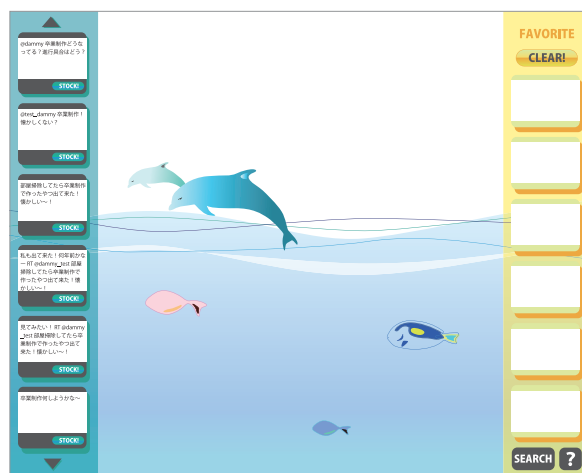 @dammy 卒業制作どうな
ってる？進行具合はどう？
STOCK!
@test_dammy 卒業制作！
懐かしくない？
STOCK!
部屋掃除してたら卒業制作
で作ったやつ出て来た！
懐かしい〜！
STOCK!
私も出て来た！何年前かな
ー RT @dammy_test 部屋
掃除してたら卒業制作で
作ったやつ出て来た！懐
かしい〜！
STOCK!
見てみたい！ RT @dammy
_test 部屋掃除してたら卒
業制作で作ったやつ出て
来た！懐かしい〜！
STOCK!
卒業制作何しようかな〜
STOCK!
FAVORITE
CLEAR!
SEARCH
?